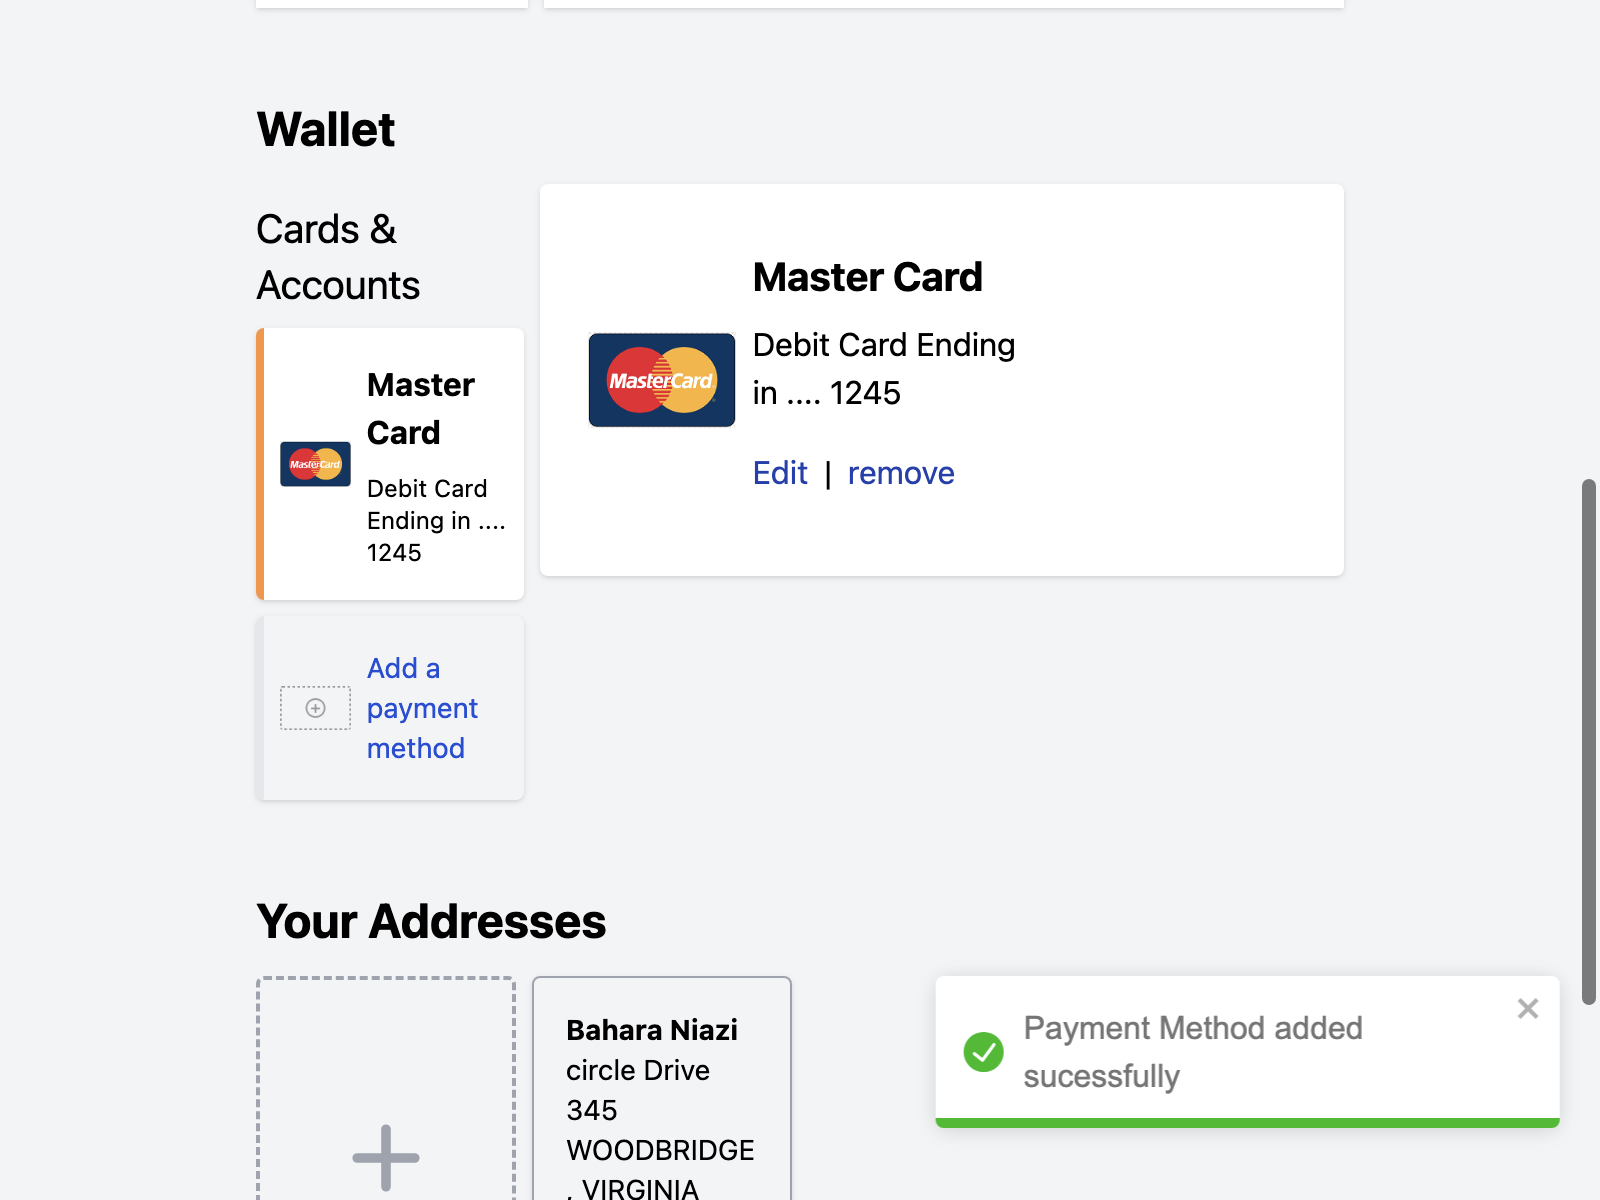 Wallet
Cards &
Accounts
MasterCard
Master
Card
Debit Card
Ending in ....
1245
Add a
payment
method
MasterCard
Master Card
Debit Card Ending
in .... 1245
Edit | remove
Your Addresses
Bahara Niazi
circle Drive
345
WOODBRIDGE
, VIRGINIA
Payment Method added
sucessfully